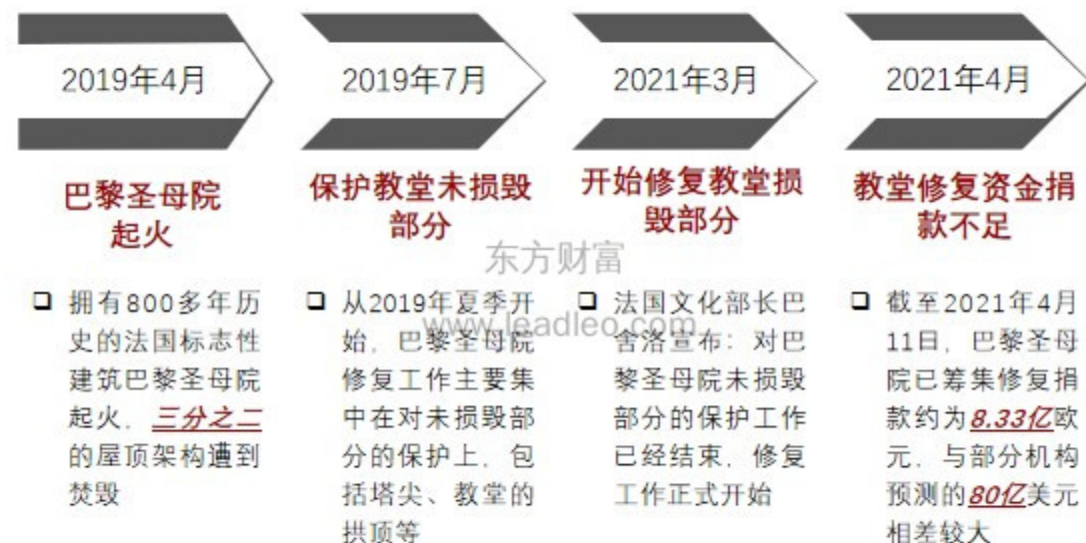 2019年4月
2019年7月
2021年3月
2021年4月
巴黎圣母院
起火
保护教堂未损毁
部分
开始修复教堂损
毁部分
教堂修复资金捐
款不足
东方财富
www.leadleo.com
拥有800多年历
史的法国标志性
建筑巴黎圣母院
起火，三分之二
的屋顶架构遭到
焚毁
从2019年夏季开
始，巴黎圣母院
修复工作主要集
中在对未损毁部
分的保护上，包
括塔尖、教堂的
拱顶等
法国文化部长巴
舍洛宣布：对巴
黎圣母院未损毁
部分的保护工作
已经结束，修复
工作正式开始
截至2021年4月
11日，巴黎圣母
院已筹集修复捐
款约为8.33亿欧
元，与部分机构
预测的80亿美元
相差较大